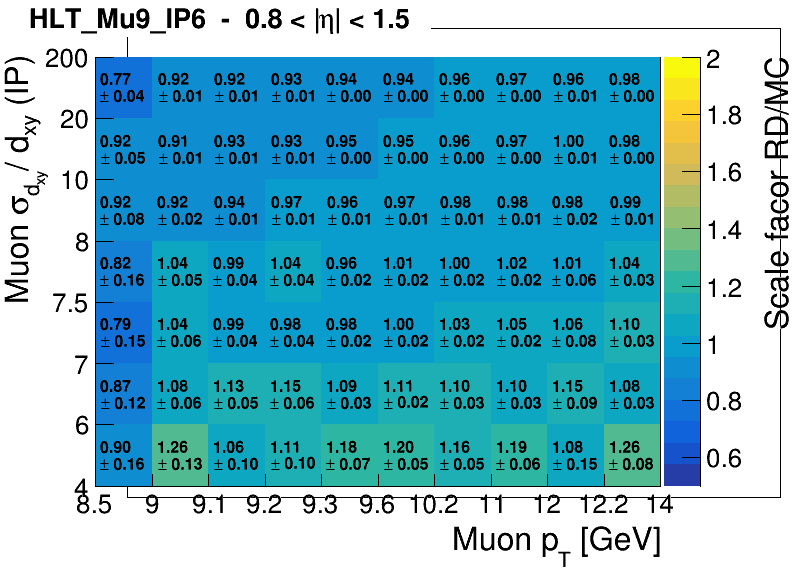 HLT_Mu9_IP6 - 0.8 < |η| < 1.5
200 0.77 0.92 0.92 0.93 0.94 0.94 0.96 0.97 0.96 0.98 2
± 0.04 ± 0.01 ± 0.01 ± 0.01 ± 0.00 ± 0.00 ± 0.00 ± 0.00 ± 0.01 ± 0.00
20 1.8
0.92 0.91 0.93 0.93 0.95 0.95 0.96 0.97 1.00 0.98
± 0.05 ± 0.01 ± 0.01 ± 0.01 ± 0.00 ± 0.00 ± 0.00 ± 0.00 ± 0.01 ± 0.00
10 1.6
0.92 0.92 0.94 0.97 0.96 0.97 0.98 0.98 0.98 0.99
± 0.08 ± 0.02 ± 0.01 ± 0.01 ± 0.01 ± 0.01 ± 0.01 ± 0.01 ± 0.02 ± 0.01
8 1.4
0.82 1.04 0.99 1.04 0.96 1.01 1.00 1.02 1.01 1.04
± 0.16 ± 0.05 ± 0.04 ± 0.04 ± 0.02 ± 0.02 ± 0.02 ± 0.02 ± 0.06 ± 0.03
7.5 1.2
0.79 1.04 0.99 0.98 0.98 1.00 1.03 1.05 1.06 1.10
± 0.15 ± 0.06 ± 0.04 ± 0.04 ± 0.02 ± 0.02 ± 0.02 ± 0.02 ± 0.08 ± 0.03
7 1
0.87 1.08 1.13 1.15 1.09 1.11 1.10 1.10 1.15 1.08
± 0.12 ± 0.06 ± 0.05 ± 0.06 ± 0.03 ± 0.02 ± 0.03 ± 0.03 ± 0.09 ± 0.03
6 0.8
0.90 1.26 1.06 1.11 1.18 1.20 1.16 1.19 1.08 1.26
± 0.16 ± 0.13 ± 0.10 ± 0.10 ± 0.07 ± 0.05 ± 0.05 ± 0.06 ± 0.15 ± 0.08
4 0.6
8.5 9 9.1 9.2 9.3 9.6 10.2 11 12 12.2 14
Muon p_T [GeV]
Muon σ_d_xy / d_xy (IP)
Scale facor RD/MC